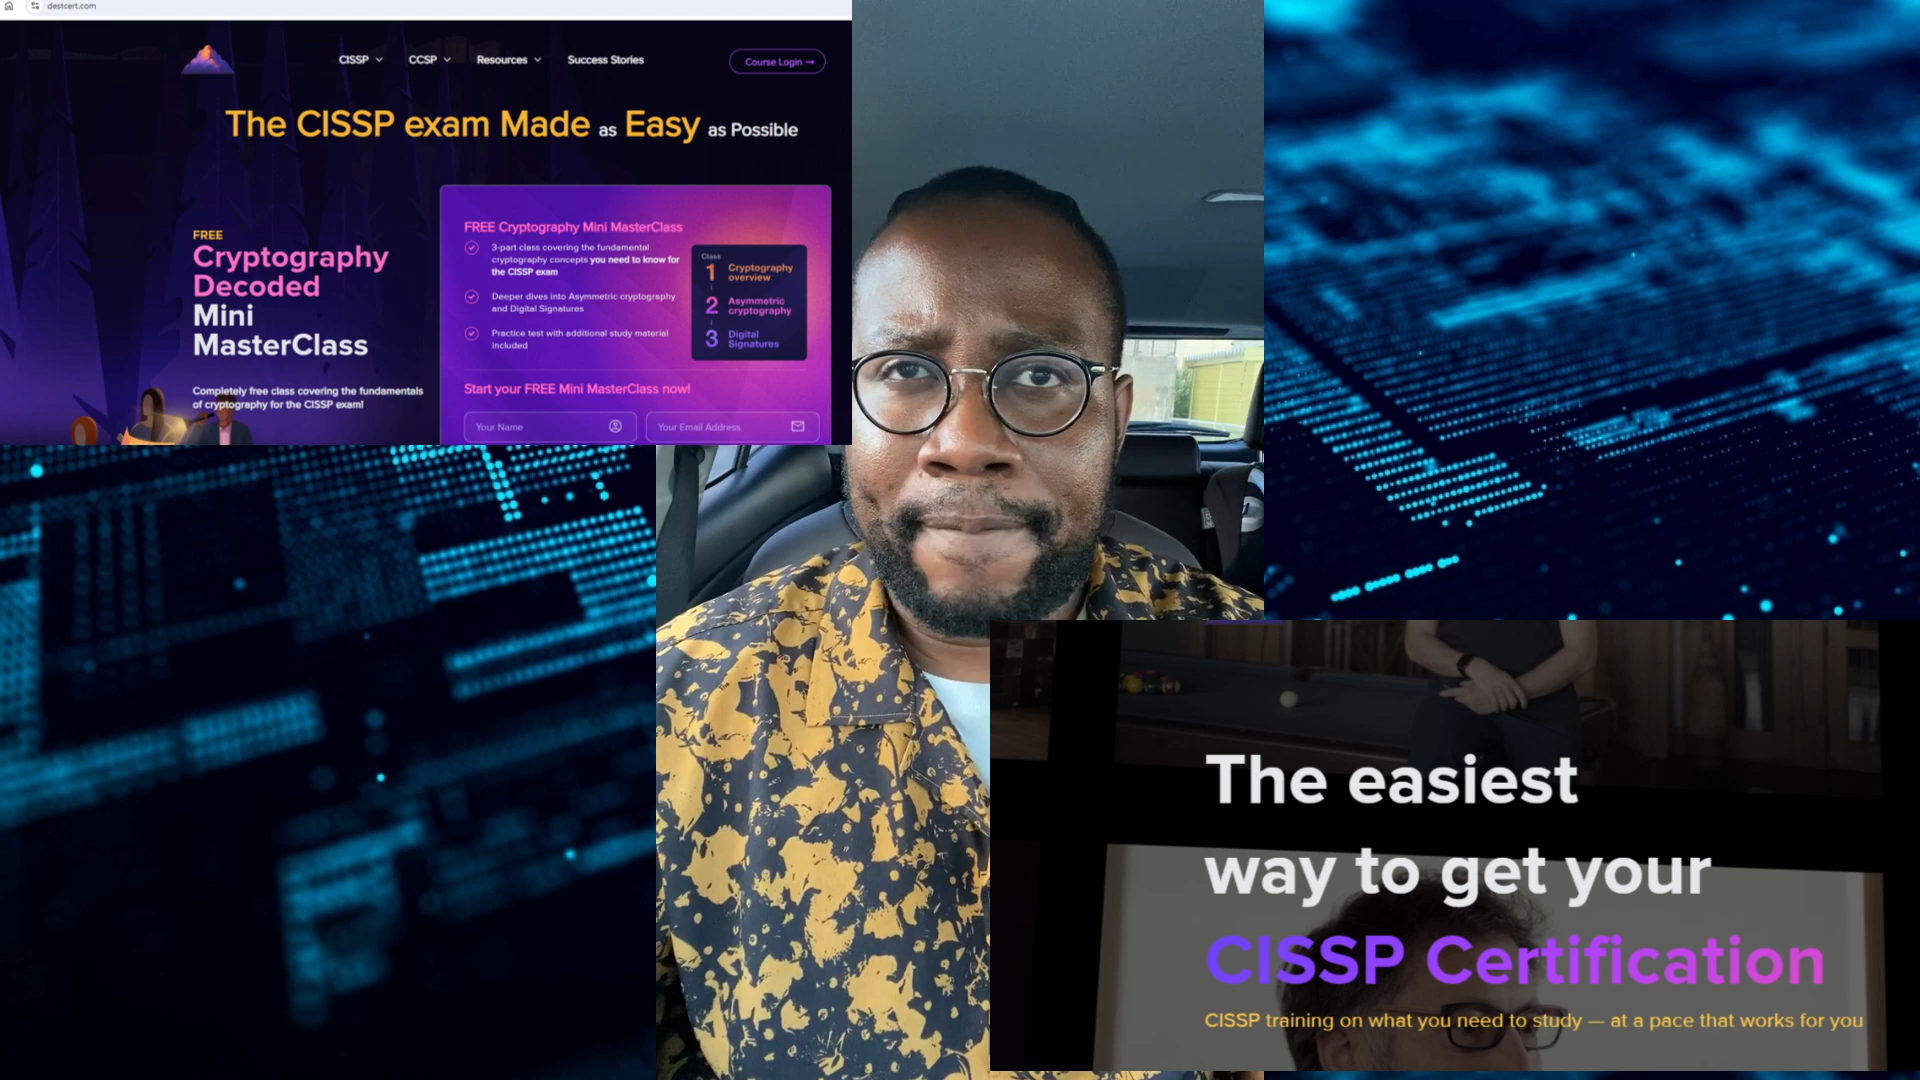 destcert.com
CISSP
CCSP
Resources
Success Stories
Course Login →
The CISSP exam Made as Easy as Possible
FREE
Cryptography
Decoded
Mini
MasterClass
Completely free class covering the fundamentals
of cryptography for the CISSP exam!
FREE Cryptography Mini MasterClass
3-part class covering the fundamental
cryptography concepts you need to know for
the CISSP exam
Deeper dives into Asymmetric cryptography
and Digital Signatures
Practice test with additional study material
included
Class
1 Cryptography
overview
2 Asymmetric
cryptography
3 Digital
Signatures
Start your FREE Mini MasterClass now!
Your Name
Your Email Address
The easiest
way to get your
CISSP Certification
CISSP training on what you need to study — at a pace that works for you